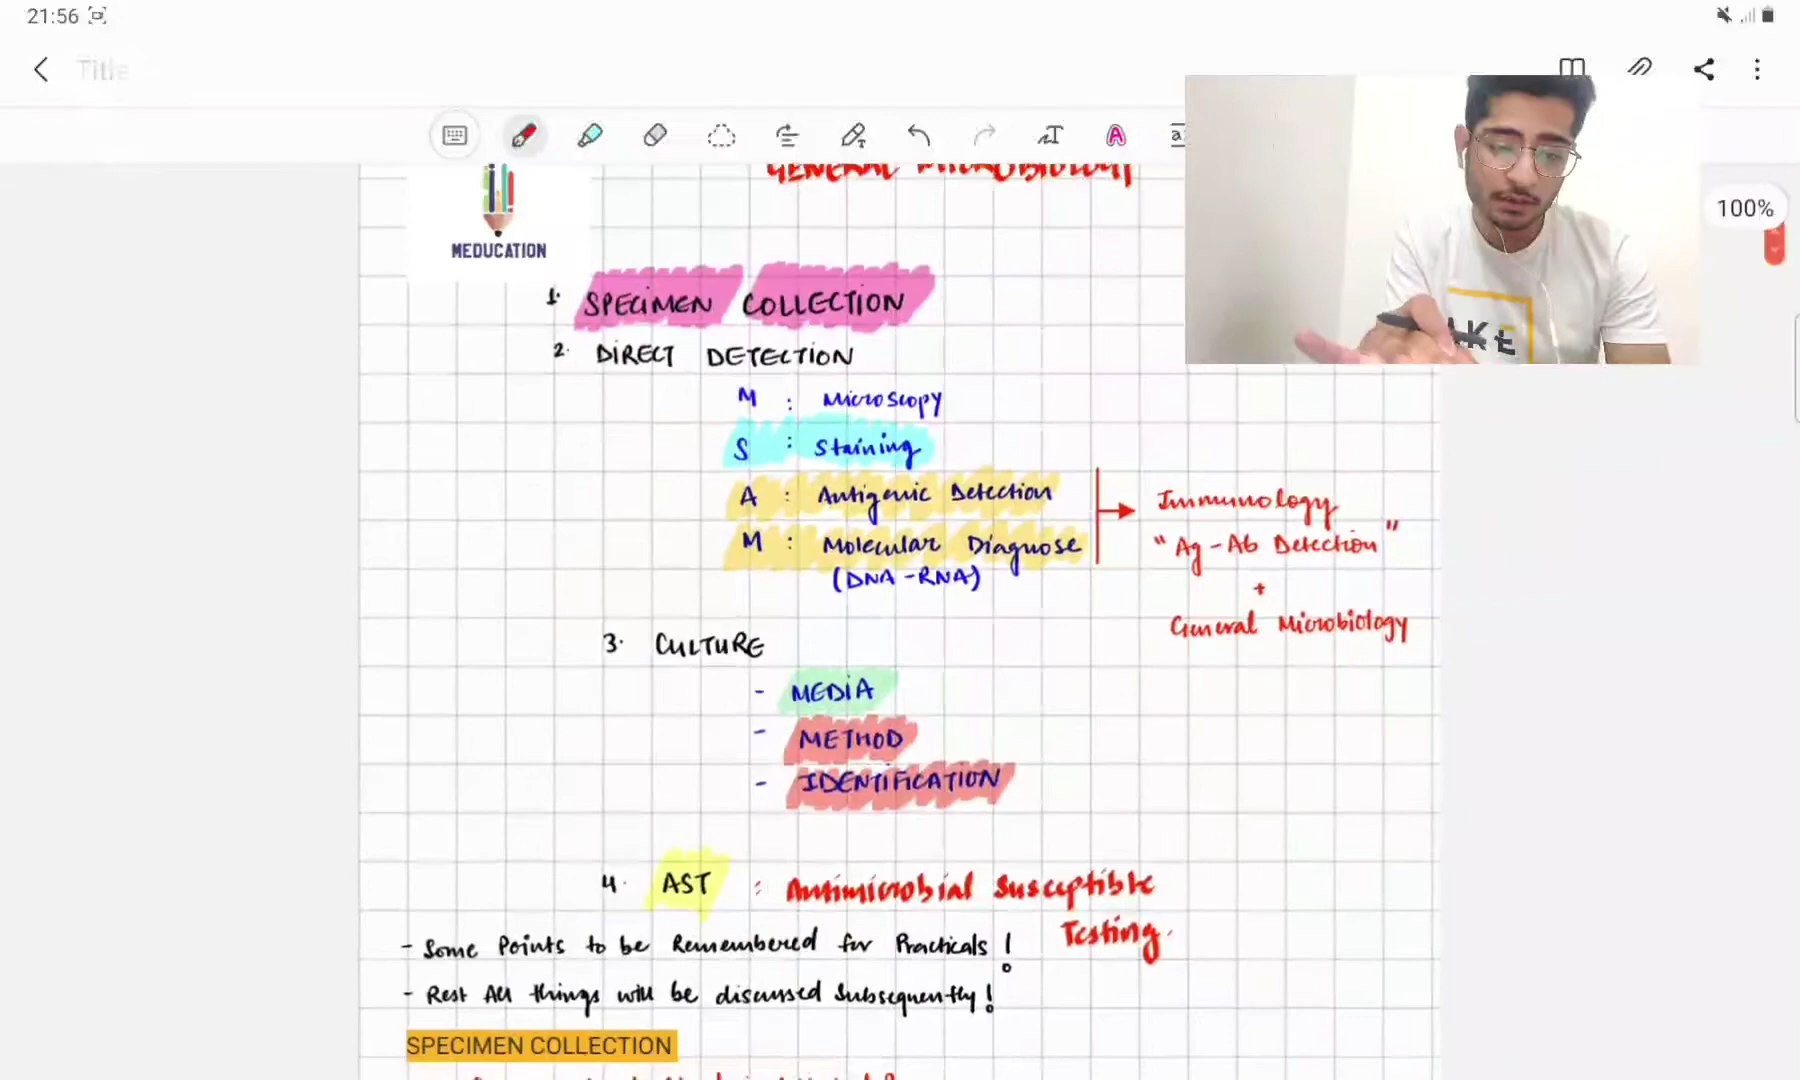 21:56
Title
100%
GENERAL MICROBIOLOGY
MEDUCATION
1. SPECIMEN COLLECTION
2. DIRECT DETECTION
M : Microscopy
S : Staining
A : Antigenic Detection
M : Molecular Diagnose
(DNA-RNA)
Immunology
"Ag-Ab Detection"
+
General Microbiology
3. CULTURE
- MEDIA
- METHOD
- IDENTIFICATION
4. AST : Antimicrobial Susceptible
Testing.
- Some Points to be Remembered for Practicals !
- Rest All things will be discussed Subsequently !
SPECIMEN COLLECTION